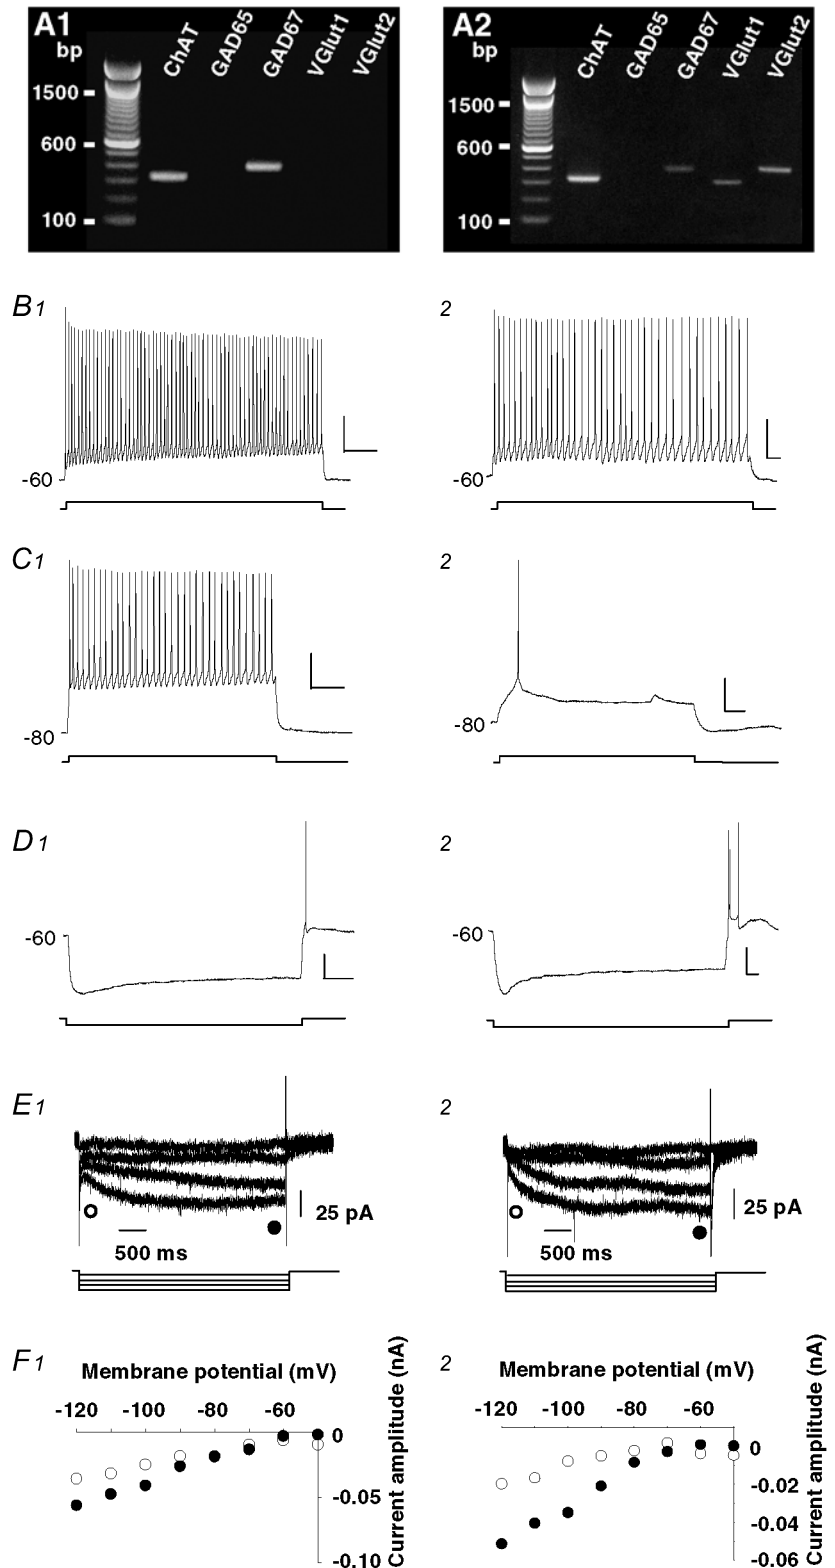 A1
bp
ChAT
GAD65
GAD67
VGlut1
VGlut2
1500
600
100
A2
bp
ChAT
GAD65
GAD67
VGlut1
VGlut2
1500
600
100
B1
-60
2
-60
C1
-80
2
-80
D1
-60
2
-60
E1
25 pA
500 ms
2
25 pA
500 ms
F1
Membrane potential (mV)
-120 -100 -80 -60
0
-0.05
-0.10
Current amplitude (nA)
2
Membrane potential (mV)
-120 -100 -80 -60
0
-0.02
-0.04
-0.06
Current amplitude (nA)